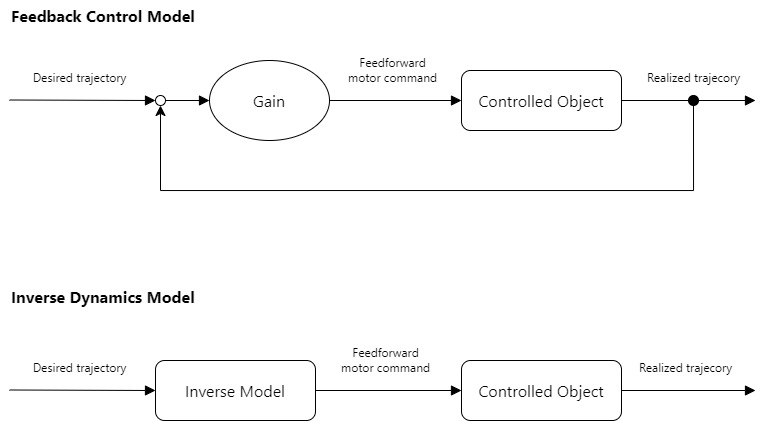 Feedback Control Model
Desired trajectory
Gain
Feedforward
motor command
Controlled Object
Realized trajecory
Inverse Dynamics Model
Desired trajectory
Inverse Model
Feedforward
motor command
Controlled Object
Realized trajecory